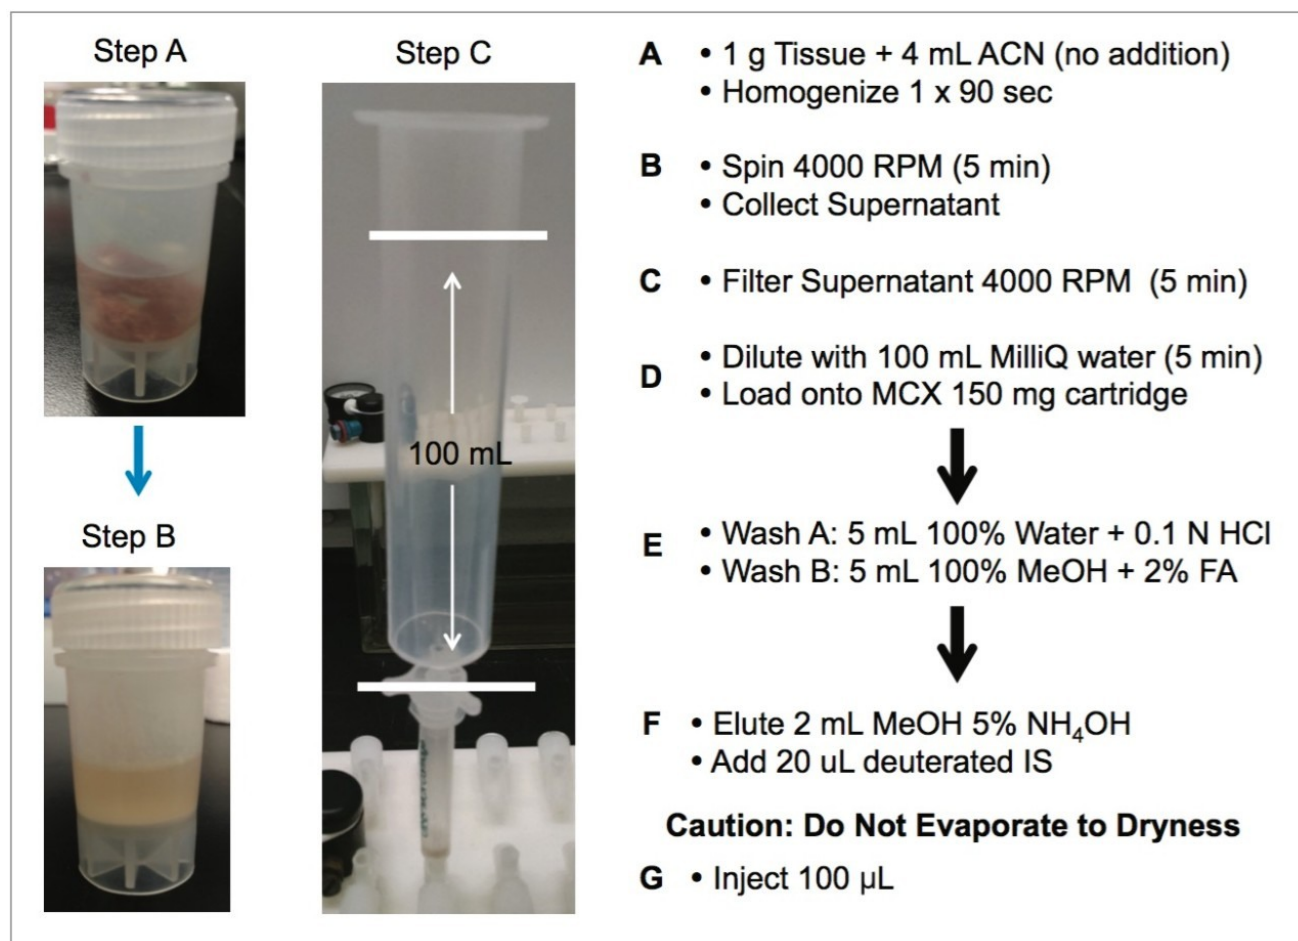 Step A
Step B
Step C
100 mL
A • 1 g Tissue + 4 mL ACN (no addition)
• Homogenize 1 x 90 sec
B • Spin 4000 RPM (5 min)
• Collect Supernatant
C • Filter Supernatant 4000 RPM (5 min)
D • Dilute with 100 mL MilliQ water (5 min)
• Load onto MCX 150 mg cartridge
E • Wash A: 5 mL 100% Water + 0.1 N HCl
• Wash B: 5 mL 100% MeOH + 2% FA
F • Elute 2 mL MeOH 5% NH₄OH
• Add 20 uL deuterated IS
Caution: Do Not Evaporate to Dryness
G • Inject 100 µL